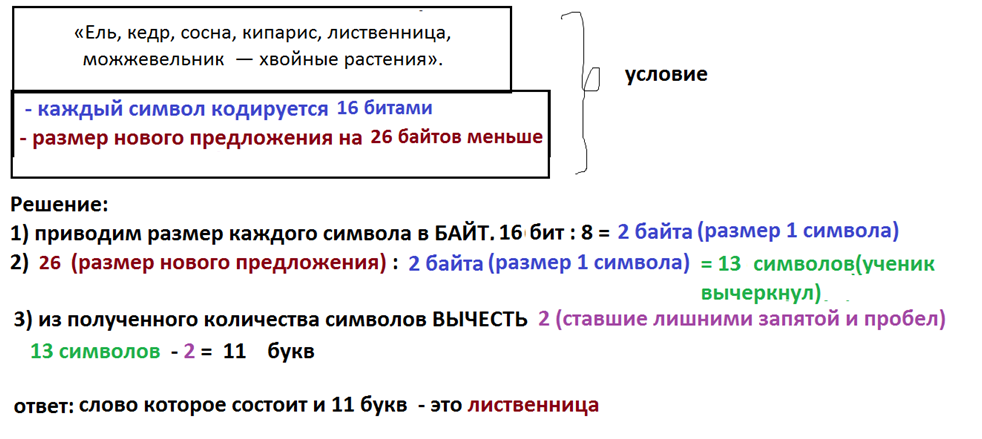 «Ель, кедр, сосна, кипарис, лиственница,
можжевельник — хвойные растения».
условие
- каждый символ кодируется 16 битами
- размер нового предложения на 26 байтов меньше
Решение:
1) приводим размер каждого символа в БАЙТ. 16 бит : 8 = 2 байта (размер 1 символа)
2) 26 (размер нового предложения) : 2 байта (размер 1 символа) = 13 символов(ученик
вычеркнул)
3) из полученного количества символов ВЫЧЕСТЬ 2 (ставшие лишними запятой и пробел)
13 символов - 2 = 11 букв
ответ: слово которое состоит и 11 букв - это лиственница